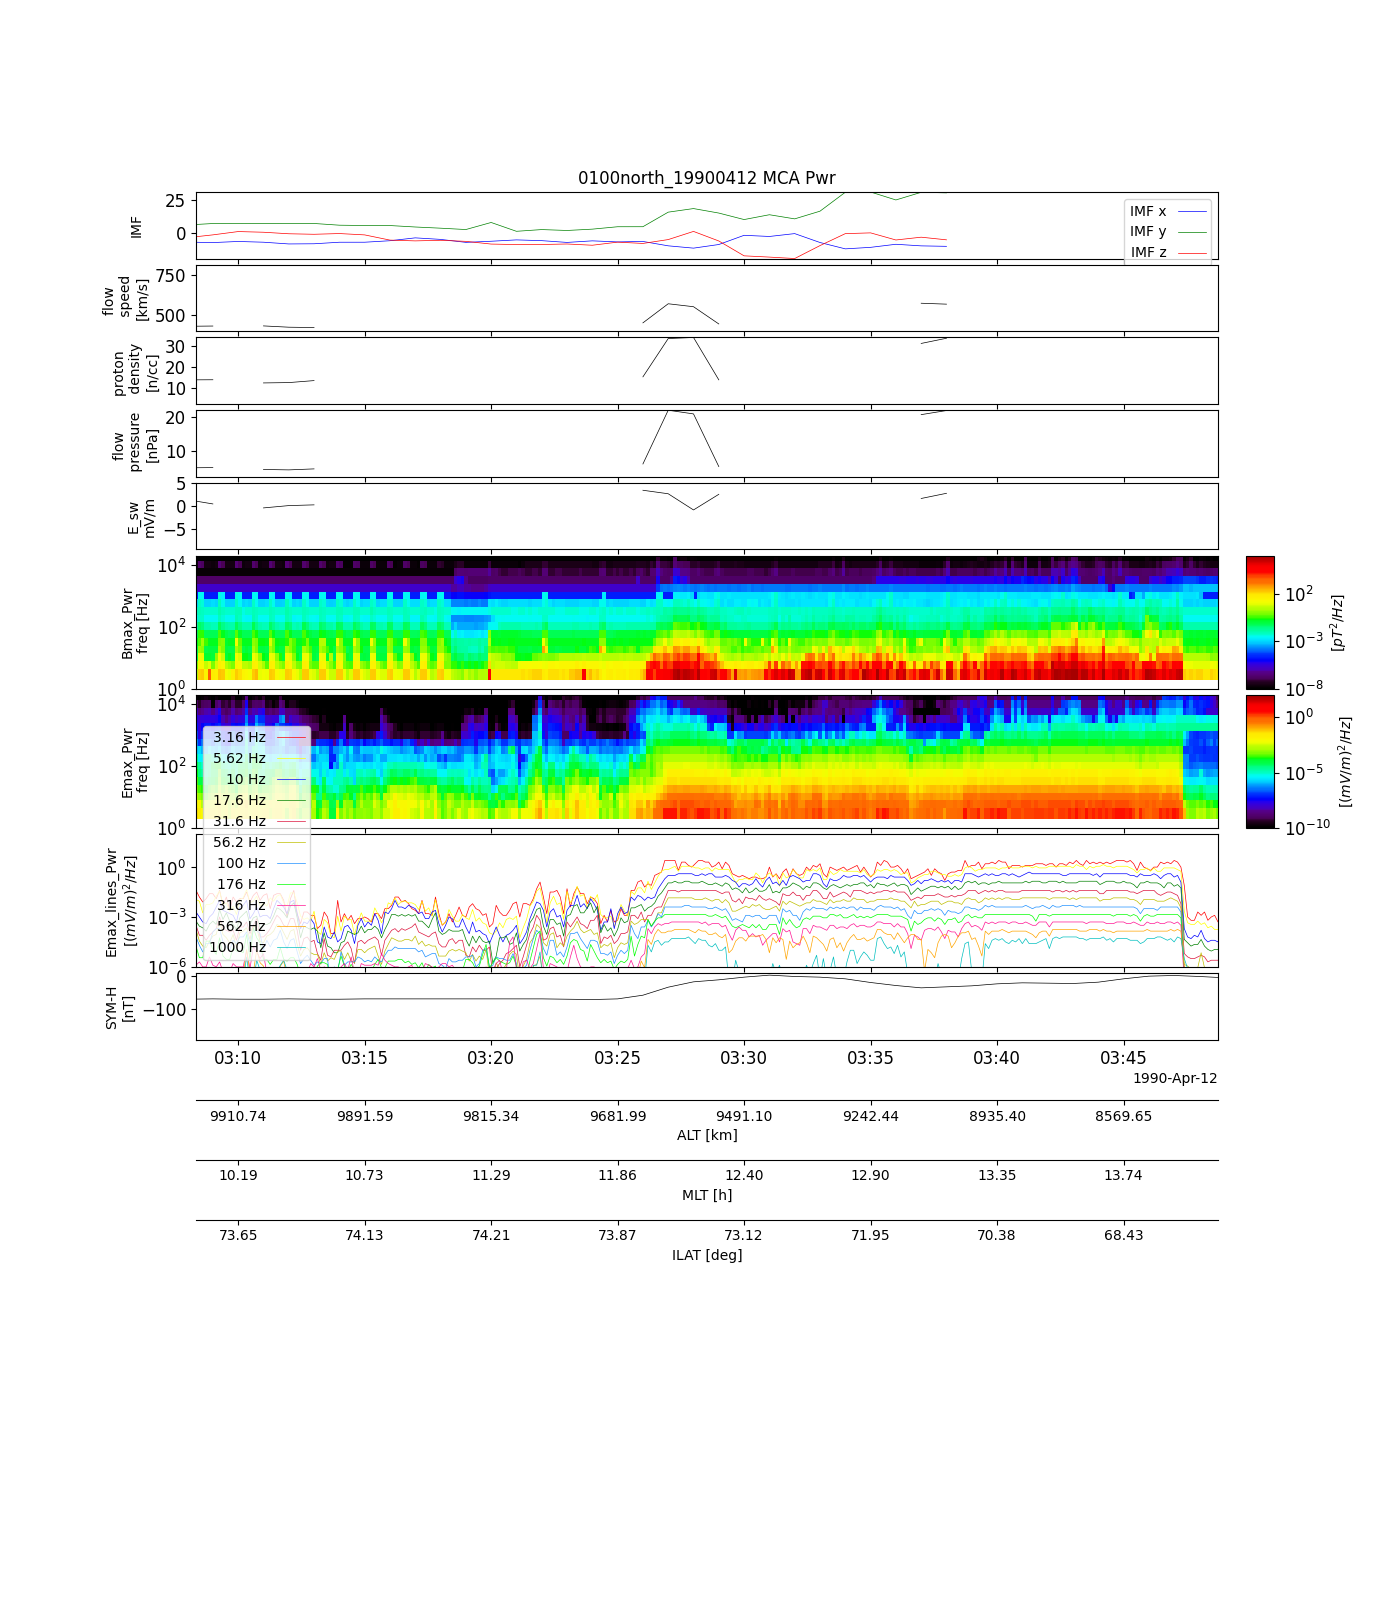 0100north_19900412 MCA Pwr
25
0
IMF
IMF x
IMF y
IMF z
750
500
flow
speed
[km/s]
30
20
10
proton
density
[n/cc]
20
10
flow
pressure
[nPa]
5
0
−5
E_sw
mV/m
10^4
10^2
10^0
Bmax_Pwr
freq [Hz]
10^2
10^−3
10^−8
[pT^2/Hz]
10^4
10^2
10^0
Emax_Pwr
freq [Hz]
10^0
10^−5
10^−10
[(mV/m)^2/Hz]
3.16 Hz
5.62 Hz
10 Hz
17.6 Hz
31.6 Hz
56.2 Hz
100 Hz
176 Hz
316 Hz
562 Hz
1000 Hz
10^0
10^−3
10^−6
Emax_lines_Pwr
[(mV/m)^2/Hz]
0
−100
SYM-H
[nT]
03:10 03:15 03:20 03:25 03:30 03:35 03:40 03:45
1990-Apr-12
9910.74 9891.59 9815.34 9681.99 9491.10 9242.44 8935.40 8569.65
ALT [km]
10.19 10.73 11.29 11.86 12.40 12.90 13.35 13.74
MLT [h]
73.65 74.13 74.21 73.87 73.12 71.95 70.38 68.43
ILAT [deg]